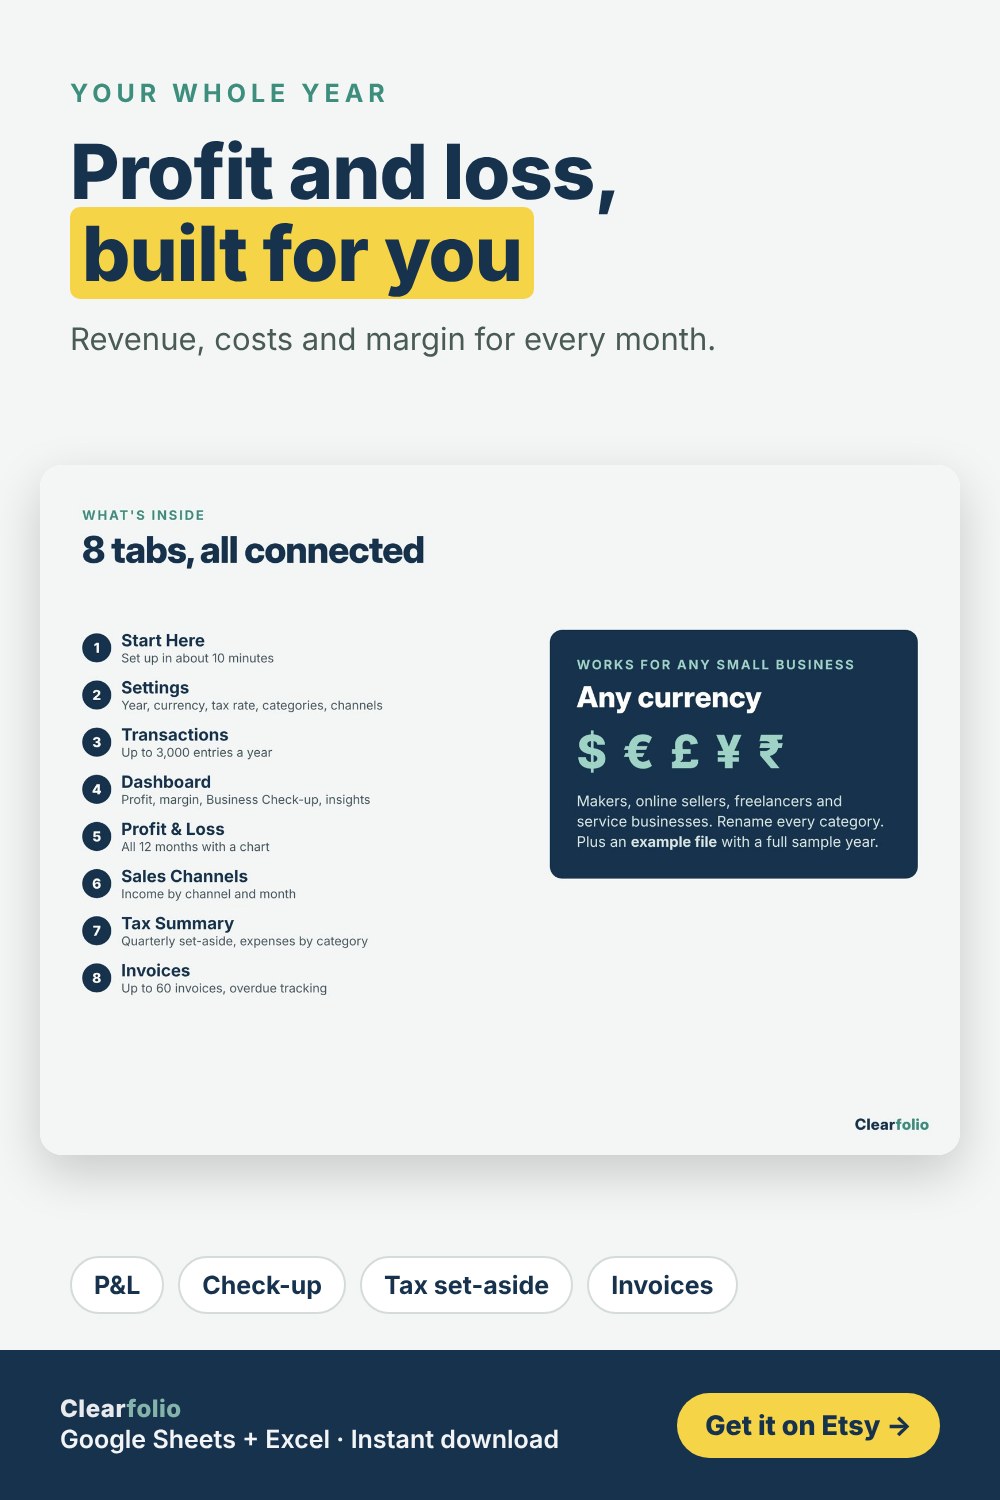 YOUR WHOLE YEAR
Profit and loss,
built for you
Revenue, costs and margin for every month.
WHAT'S INSIDE
8 tabs, all connected
1 Start Here
Set up in about 10 minutes
2 Settings
Year, currency, tax rate, categories, channels
3 Transactions
Up to 3,000 entries a year
4 Dashboard
Profit, margin, Business Check-up, insights
5 Profit & Loss
All 12 months with a chart
6 Sales Channels
Income by channel and month
7 Tax Summary
Quarterly set-aside, expenses by category
8 Invoices
Up to 60 invoices, overdue tracking
WORKS FOR ANY SMALL BUSINESS
Any currency
$ € £ ¥ ₹
Makers, online sellers, freelancers and
service businesses. Rename every category.
Plus an example file with a full sample year.
Clearfolio
P&L
Check-up
Tax set-aside
Invoices
Clearfolio
Google Sheets + Excel · Instant download
Get it on Etsy →